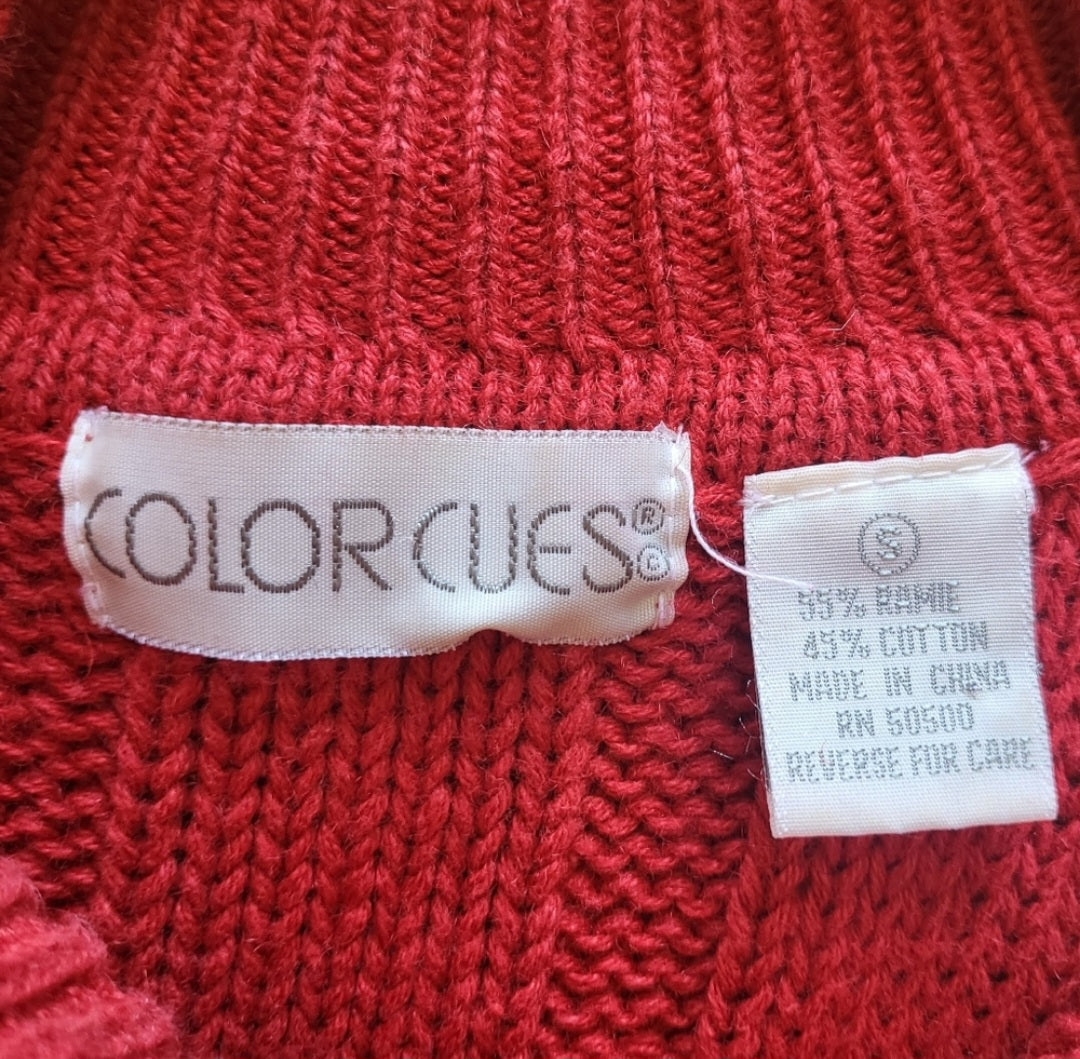 COLOR CUES®
©
S
55% RAMIE
45% COTTON
MADE IN CHINA
RN 50500
REVERSE FOR CARE